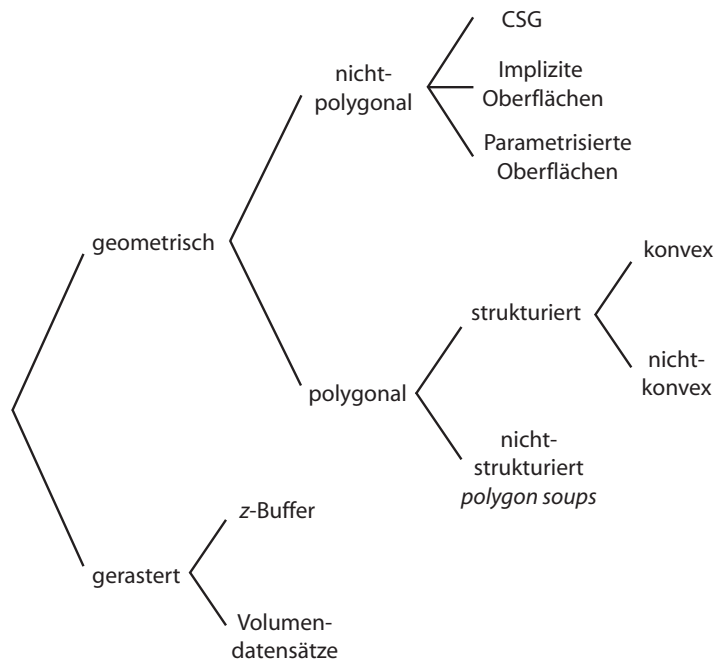 CSG
nicht-
polygonal
Implizite
Oberflächen
Parametrisierte
Oberflächen
geometrisch
konvex
strukturiert
nicht-
konvex
polygonal
nicht-
strukturiert
polygon soups
z-Buffer
gerastert
Volumen-
datensätze